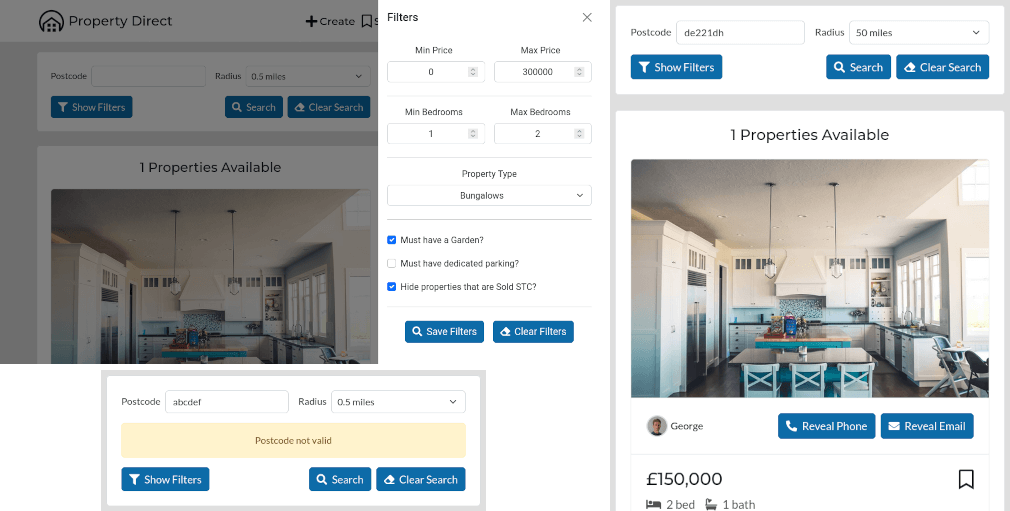 Property Direct
Create
Postcode
Radius 0.5 miles
Show Filters Search Clear Search
1 Properties Available
Filters
Min Price Max Price
0 300000
Min Bedrooms Max Bedrooms
1 2
Property Type
Bungalows
Must have a Garden?
Must have dedicated parking?
Hide properties that are Sold STC?
Save Filters Clear Filters
Postcode abcdef Radius 0.5 miles
Postcode not valid
Show Filters Search Clear Search
Postcode de221dh Radius 50 miles
Show Filters Search Clear Search
1 Properties Available
George Reveal Phone Reveal Email
£150,000
2 bed 1 bath